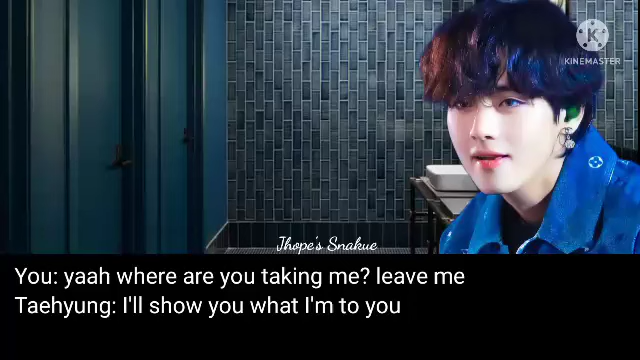 KINEMASTER
Jhope's Snakue
You: yaah where are you taking me? leave me
Taehyung: I'll show you what I'm to you